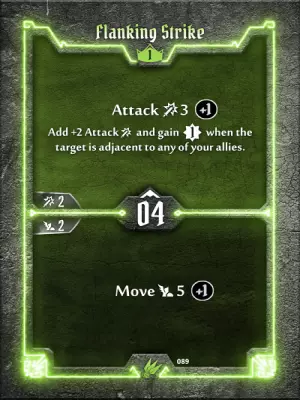 Flanking Strike
1
Attack 3 +1
Add +2 Attack and gain 1 when the
target is adjacent to any of your allies.
2
04
2
Move 5 +1
089